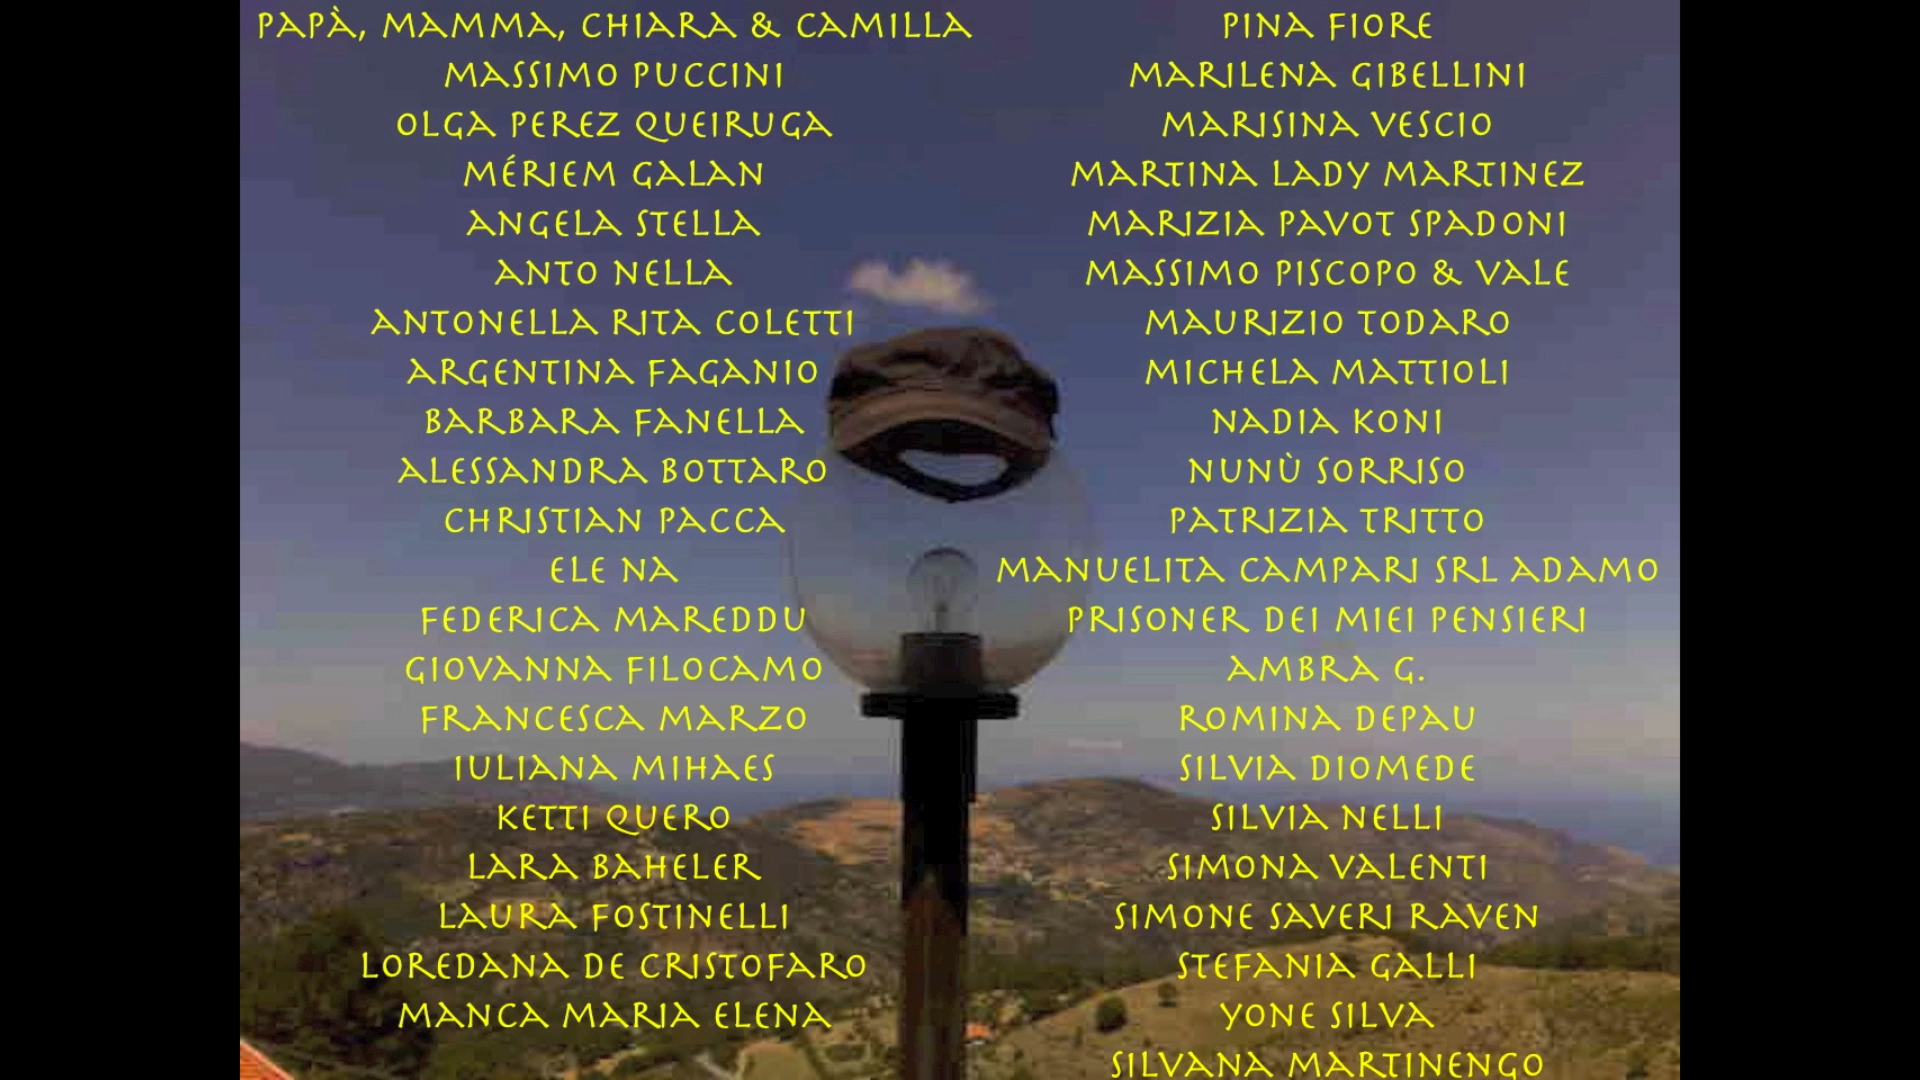 PAPÀ, MAMMA, CHIARA & CAMILLA
MASSIMO PUCCINI
OLGA PEREZ QUEIRUGA
MÉRIEM GALAN
ANGELA STELLA
ANTO NELLA
ANTONELLA RITA COLETTI
ARGENTINA FAGANIO
BARBARA FANELLA
ALESSANDRA BOTTARO
CHRISTIAN PACCA
ELE NA
FEDERICA MAREDDU
GIOVANNA FILOCAMO
FRANCESCA MARZO
IULIANA MIHAES
KETTI QUERO
LARA BAHELER
LAURA FOSTINELLI
LOREDANA DE CRISTOFARO
MANCA MARIA ELENA
PINA FIORE
MARILENA GIBELLINI
MARISINA VESCIO
MARTINA LADY MARTINEZ
MARIZIA PAVOT SPADONI
MASSIMO PISCOPO & VALE
MAURIZIO TODARO
MICHELA MATTIOLI
NADIA KONI
NUNÙ SORRISO
PATRIZIA TRITTO
MANUELITA CAMPARI SRL ADAMO
PRISONER DEI MIEI PENSIERI
AMBRA G.
ROMINA DEPAU
SILVIA DIOMEDE
SILVIA NELLI
SIMONA VALENTI
SIMONE SAVERI RAVEN
STEFANIA GALLI
YONE SILVA
SILVANA MARTINENGO